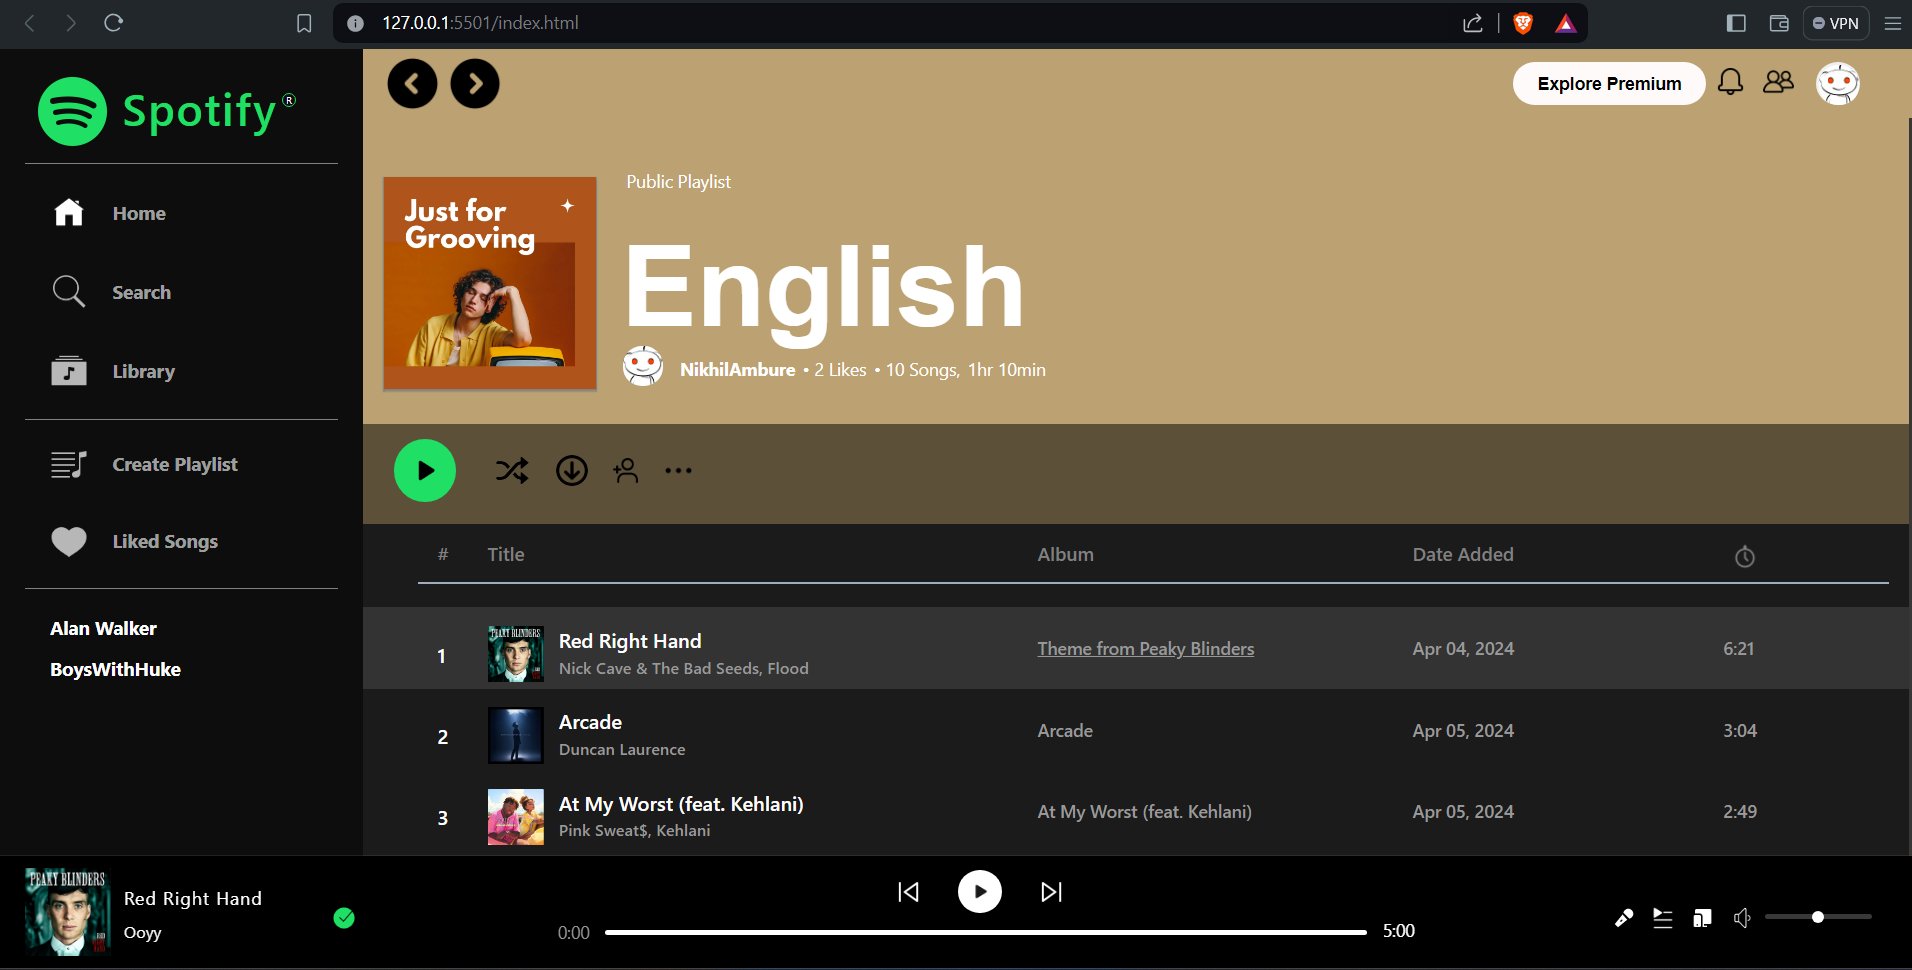 127.0.0.1:5501/index.html
VPN
Spotify®
Home
Search
Library
Create Playlist
Liked Songs
Alan Walker
BoysWithHuke
Explore Premium
Just for
Grooving
Public Playlist
English
NikhilAmbure • 2 Likes • 10 Songs, 1hr 10min
# Title Album Date Added
1 Red Right Hand Theme from Peaky Blinders Apr 04, 2024 6:21
PEAKY BLINDERS
Nick Cave & The Bad Seeds, Flood
2 Arcade Arcade Apr 05, 2024 3:04
Duncan Laurence
3 At My Worst (feat. Kehlani) At My Worst (feat. Kehlani) Apr 05, 2024 2:49
Pink Sweat$, Kehlani
PEAKY BLINDERS
Red Right Hand
Ooyy
0:00 5:00